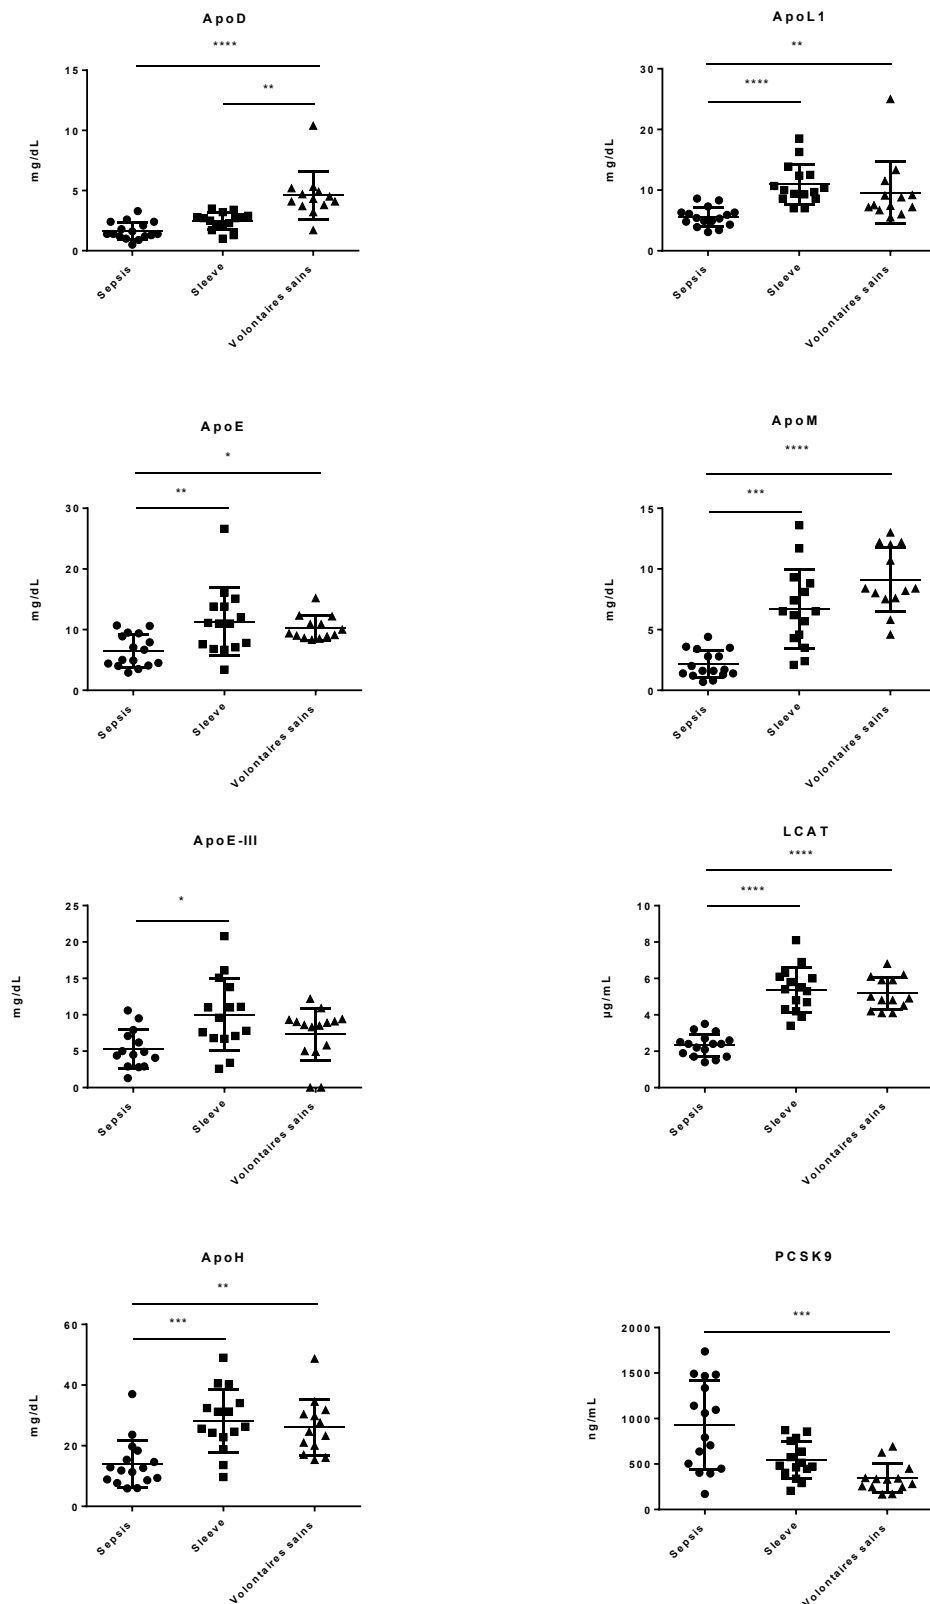 ApoD
****
**
15
10
5
0
mg/dL
Sepsis
Sleeve
Volontaires sains
ApoL1
**
****
30
20
10
0
mg/dL
Sepsis
Sleeve
Volontaires sains
ApoE
*
**
30
20
10
0
mg/dL
Sepsis
Sleeve
Volontaires sains
ApoM
****
***
15
10
5
0
mg/dL
Sepsis
Sleeve
Volontaires sains
ApoE-III
*
25
20
15
10
5
0
mg/dL
Sepsis
Sleeve
Volontaires sains
LCAT
****
****
10
8
6
4
2
0
µg/mL
Sepsis
Sleeve
Volontaires sains
ApoH
**
***
60
40
20
0
mg/dL
Sepsis
Sleeve
Volontaires sains
PCSK9
***
2000
1500
1000
500
0
ng/mL
Sepsis
Sleeve
Volontaires sains